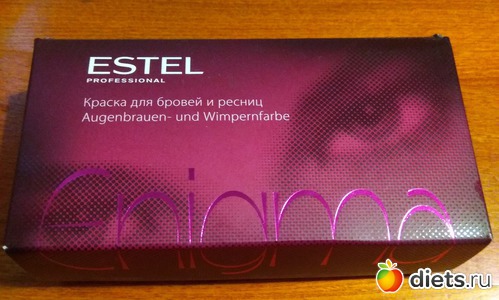 ESTEL
PROFESSIONAL
Краска для бровей и ресниц
Augenbrauen- und Wimpernfarbe
Enigma
diets.ru